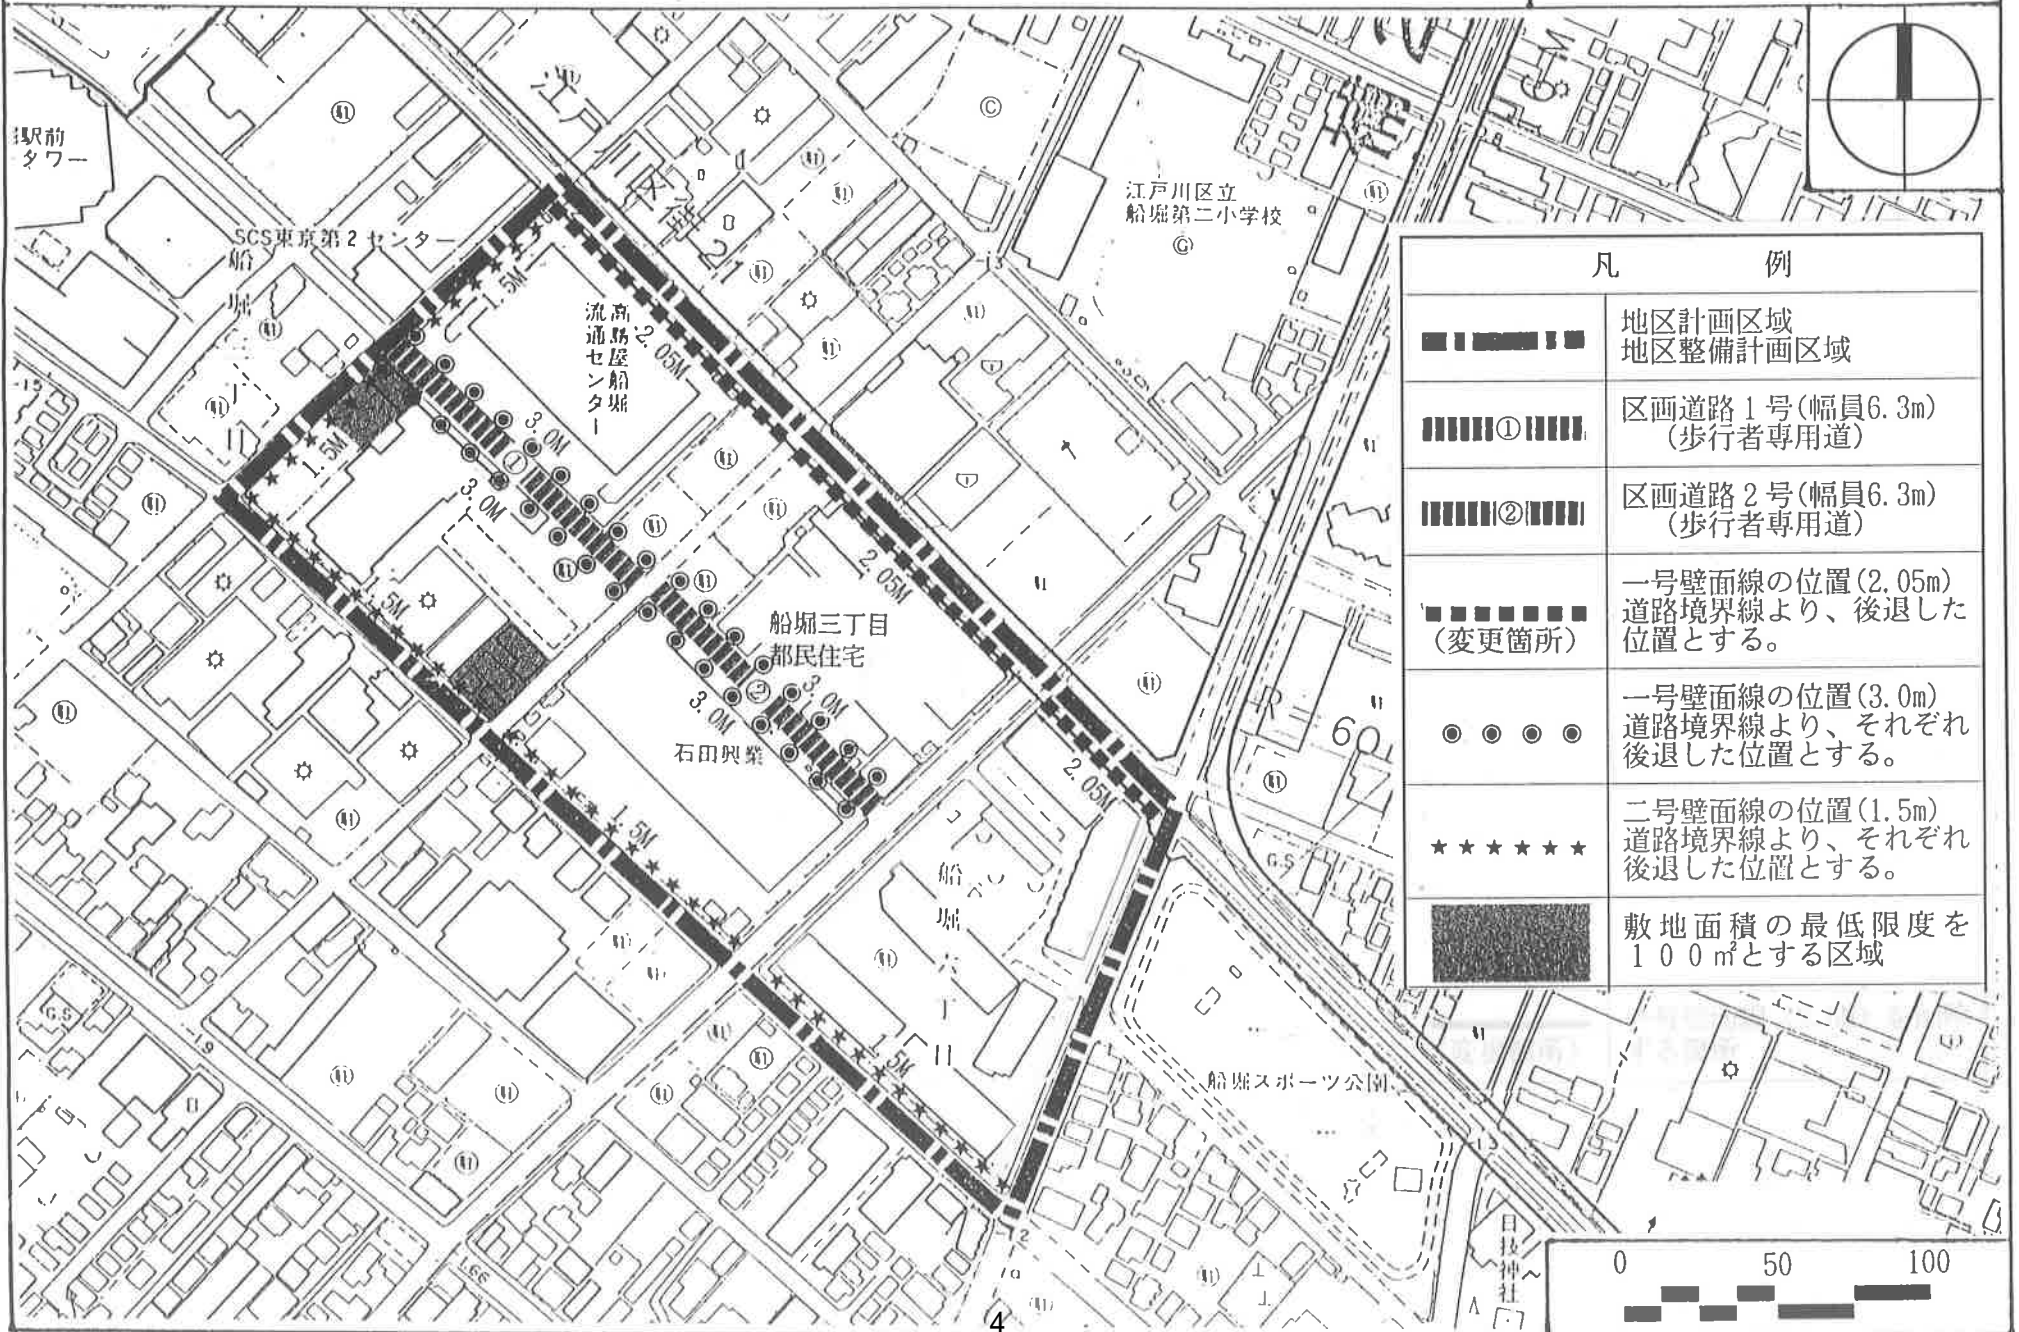 駅前
タワー
SCS東京第2センター
江戸川区立
船堀第二小学校
高島屋船堀
流通センター
1.5M
2.05M
3.0M
①
3.0M
1.5M
1.5M
2.05M
船堀三丁目
都民住宅
3.0M
②
3.0M
石田興業
2.05M
1.5M
1.5M
G.S
G.S
船堀スポーツ公園
日枝神社
凡 例
地区計画区域
地区整備計画区域
①
区画道路1号(幅員6.3m)
(歩行者専用道)
②
区画道路2号(幅員6.3m)
(歩行者専用道)
(変更箇所)
一号壁面線の位置(2.05m)
道路境界線より、後退した
位置とする。
一号壁面線の位置(3.0m)
道路境界線より、それぞれ
後退した位置とする。
二号壁面線の位置(1.5m)
道路境界線より、それぞれ
後退した位置とする。
敷地面積の最低限度を
100㎡とする区域
0 50 100
4